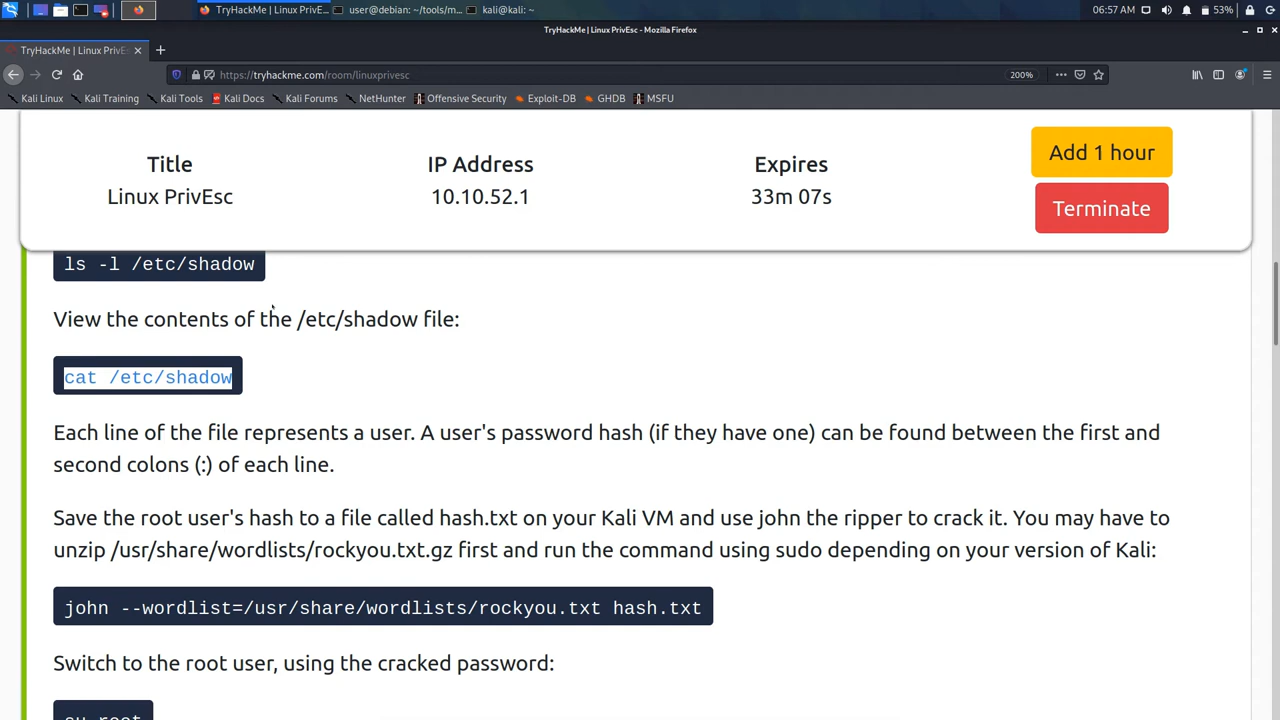 TryHackMe | Linux PrivE...
user@debian: ~/tools/m...
kali@kali: ~
06:57 AM
53%
TryHackMe | Linux PrivEsc - Mozilla Firefox
TryHackMe | Linux PrivEs
https://tryhackme.com/room/linuxprivesc
200%
Kali Linux
Kali Training
Kali Tools
Kali Docs
Kali Forums
NetHunter
Offensive Security
Exploit-DB
GHDB
MSFU
Title
IP Address
Expires
Add 1 hour
Linux PrivEsc
10.10.52.1
33m 07s
Terminate
ls -l /etc/shadow
View the contents of the /etc/shadow file:
cat /etc/shadow
Each line of the file represents a user. A user's password hash (if they have one) can be found between the first and
second colons (:) of each line.
Save the root user's hash to a file called hash.txt on your Kali VM and use john the ripper to crack it. You may have to
unzip /usr/share/wordlists/rockyou.txt.gz first and run the command using sudo depending on your version of Kali:
john --wordlist=/usr/share/wordlists/rockyou.txt hash.txt
Switch to the root user, using the cracked password:
su root